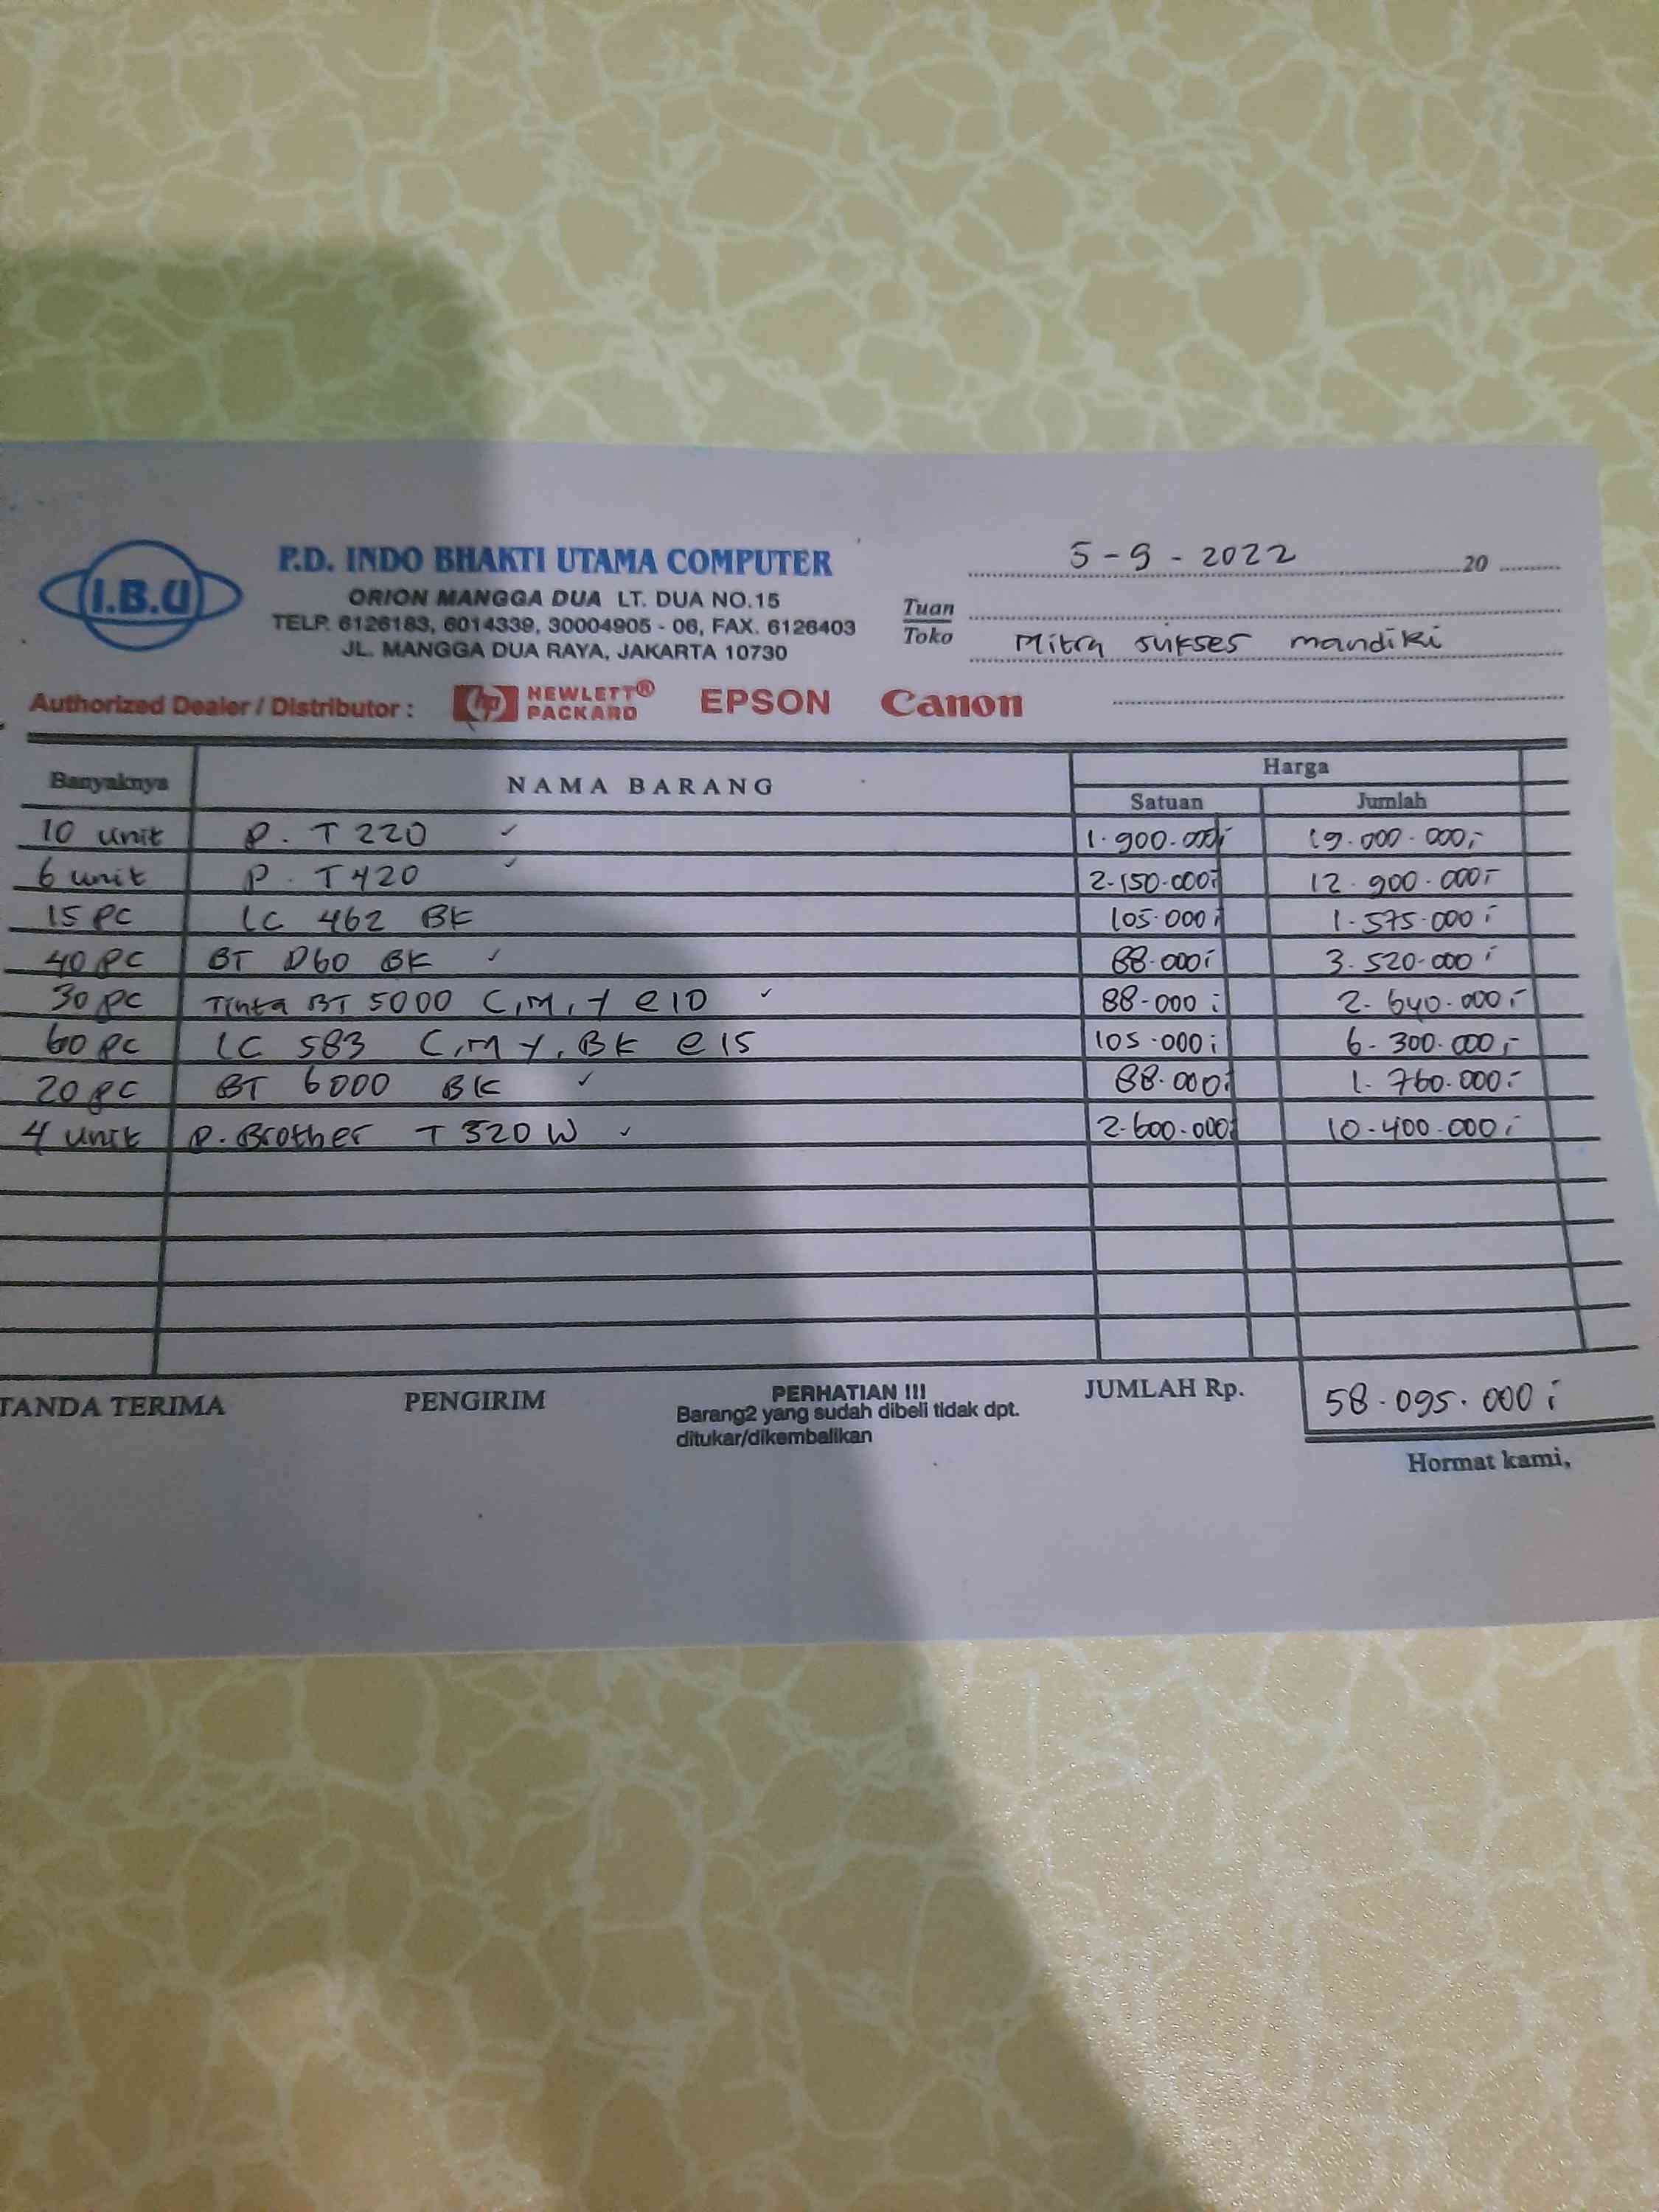 I.B.U
P.D. INDO BHAKTI UTAMA COMPUTER
ORION MANGGA DUA LT. DUA NO.15
TELP. 6126183, 6014339, 30004905 - 06, FAX. 6126403
JL. MANGGA DUA RAYA, JAKARTA 10730
5-9-2022 20
Tuan
Toko Mitra sukses mandiri
Authorized Dealer / Distributor : hp HEWLETT® PACKARD EPSON Canon
Banyaknya NAMA BARANG Harga
Satuan Jumlah
10 unit P. T 220 ✓ 1.900.000,- 19.000.000,-
6 unit P. T420 ✓ 2.150.000,- 12.900.000,-
15 PC LC 462 BK 105.000,- 1.575.000,-
40 PC BT D60 BK ✓ 88.000,- 3.520.000,-
30 PC Tinta BT 5000 C,M,Y @10 ✓ 88.000,- 2.640.000,-
60 PC LC 583 C,M Y, BK @15 105.000,- 6.300.000,-
20 PC BT 6000 BK ✓ 88.000,- 1.760.000,-
4 unit P. Brother T 520 W ✓ 2.600.000,- 10.400.000,-
TANDA TERIMA PENGIRIM PERHATIAN !!! JUMLAH Rp. 58.095.000,-
Barang2 yang sudah dibeli tidak dpt.
ditukar/dikembalikan
Hormat kami,